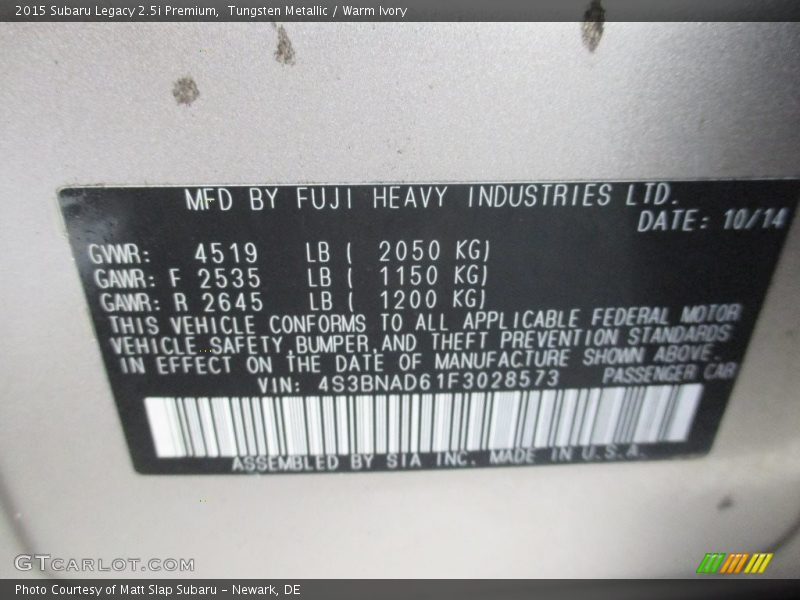 2015 Subaru Legacy 2.5i Premium,  Tungsten Metallic / Warm Ivory
MFD BY FUJI HEAVY INDUSTRIES LTD.
DATE: 10/14
GVWR: 4519 LB ( 2050 KG)
GAWR: F 2535 LB ( 1150 KG)
GAWR: R 2645 LB ( 1200 KG)
THIS VEHICLE CONFORMS TO ALL APPLICABLE FEDERAL MOTOR
VEHICLE SAFETY,BUMPER,AND THEFT PREVENTION STANDARDS
IN EFFECT ON THE DATE OF MANUFACTURE SHOWN ABOVE.
VIN: 4S3BNAD61F3028573 PASSENGER CAR
ASSEMBLED BY SIA INC. MADE IN U.S.A.
GTCARLOT.COM
Photo Courtesy of Matt Slap Subaru – Newark, DE